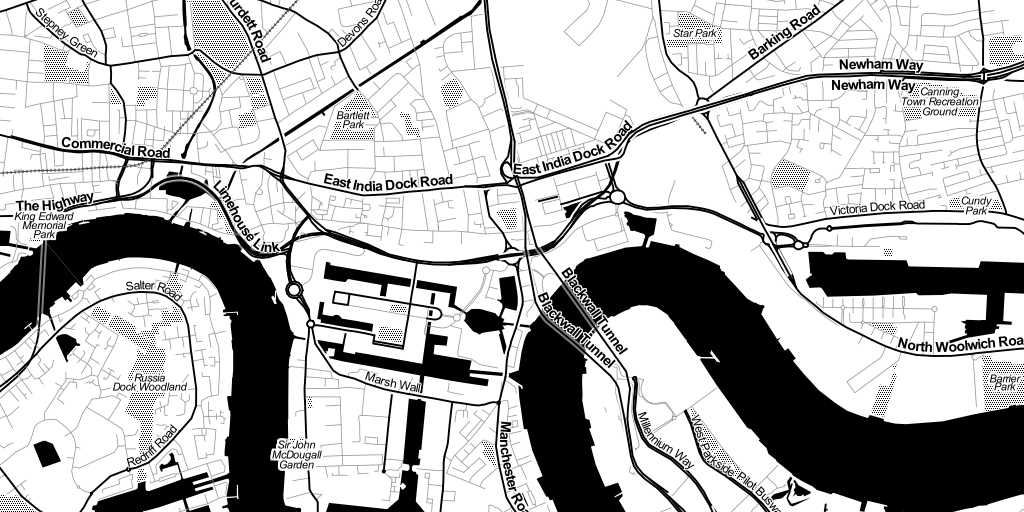 Stepney Green
urdett Road
Devons Roa
Star Park
Barking Road
Newham Way
Newham Way
Canning
Town Recreation
Ground
Bartlett
Park
Commercial Road
East India Dock Road
East India Dock Road
The Highway
King Edward
Memorial
Park
Limehouse Link
Victoria Dock Road
Cundy
Park
Salter Road
Blackwall Tunnel
Blackwall Tunnel
North Woolwich Roa
Russia
Dock Woodland
Marsh Wall
Barrier
Park
Redriff Road
Sir John
McDougall
Garden
Manchester Roa
Millennium Way
West Parkside Pilot Busway